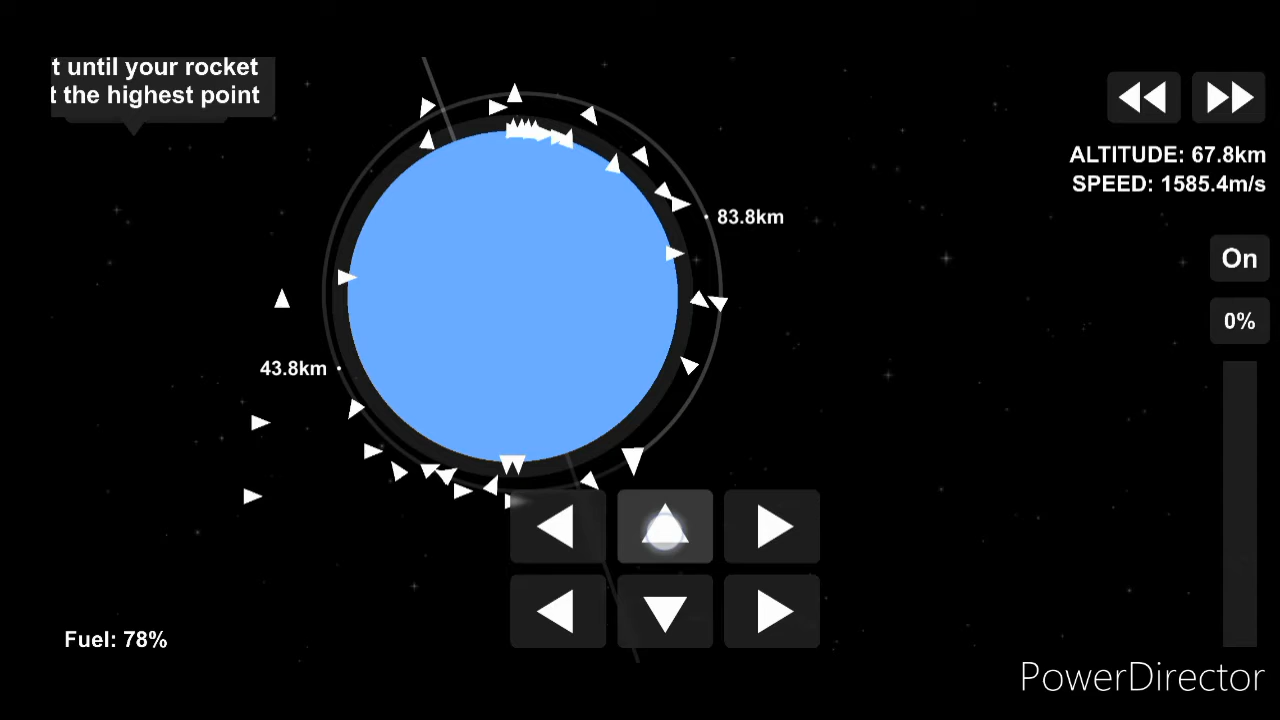 t until your rocket
t the highest point
ALTITUDE: 67.8km
SPEED: 1585.4m/s
83.8km
On
0%
43.8km
Fuel: 78%
PowerDirector